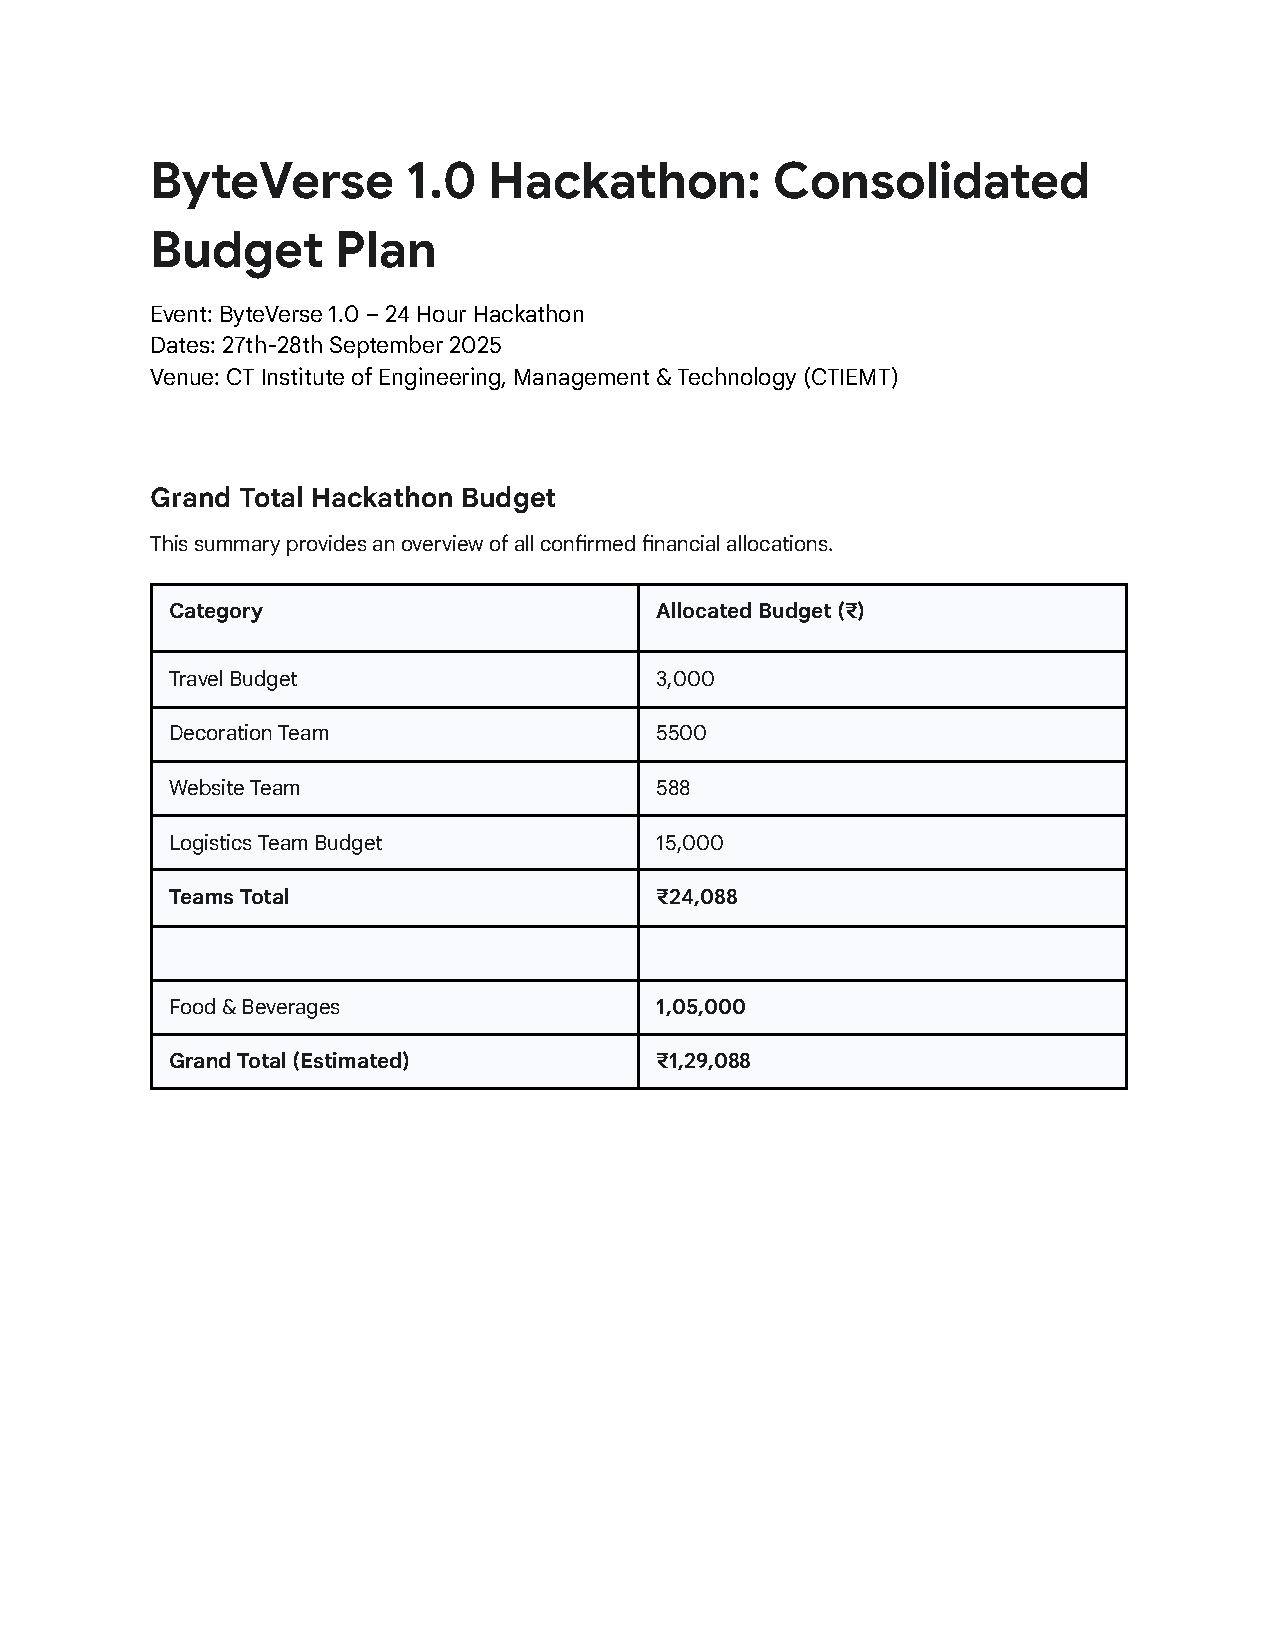 ByteVerse 1.0 Hackathon: Consolidated
Budget Plan
Event: ByteVerse 1.0 – 24 Hour Hackathon
Dates: 27th-28th September 2025
Venue: CT Institute of Engineering, Management & Technology (CTIEMT)
Grand Total Hackathon Budget
This summary provides an overview of all confirmed financial allocations.
Category Allocated Budget (₹)
Travel Budget 3,000
Decoration Team 5500
Website Team 588
Logistics Team Budget 15,000
Teams Total ₹24,088
Food & Beverages 1,05,000
Grand Total (Estimated) ₹1,29,088